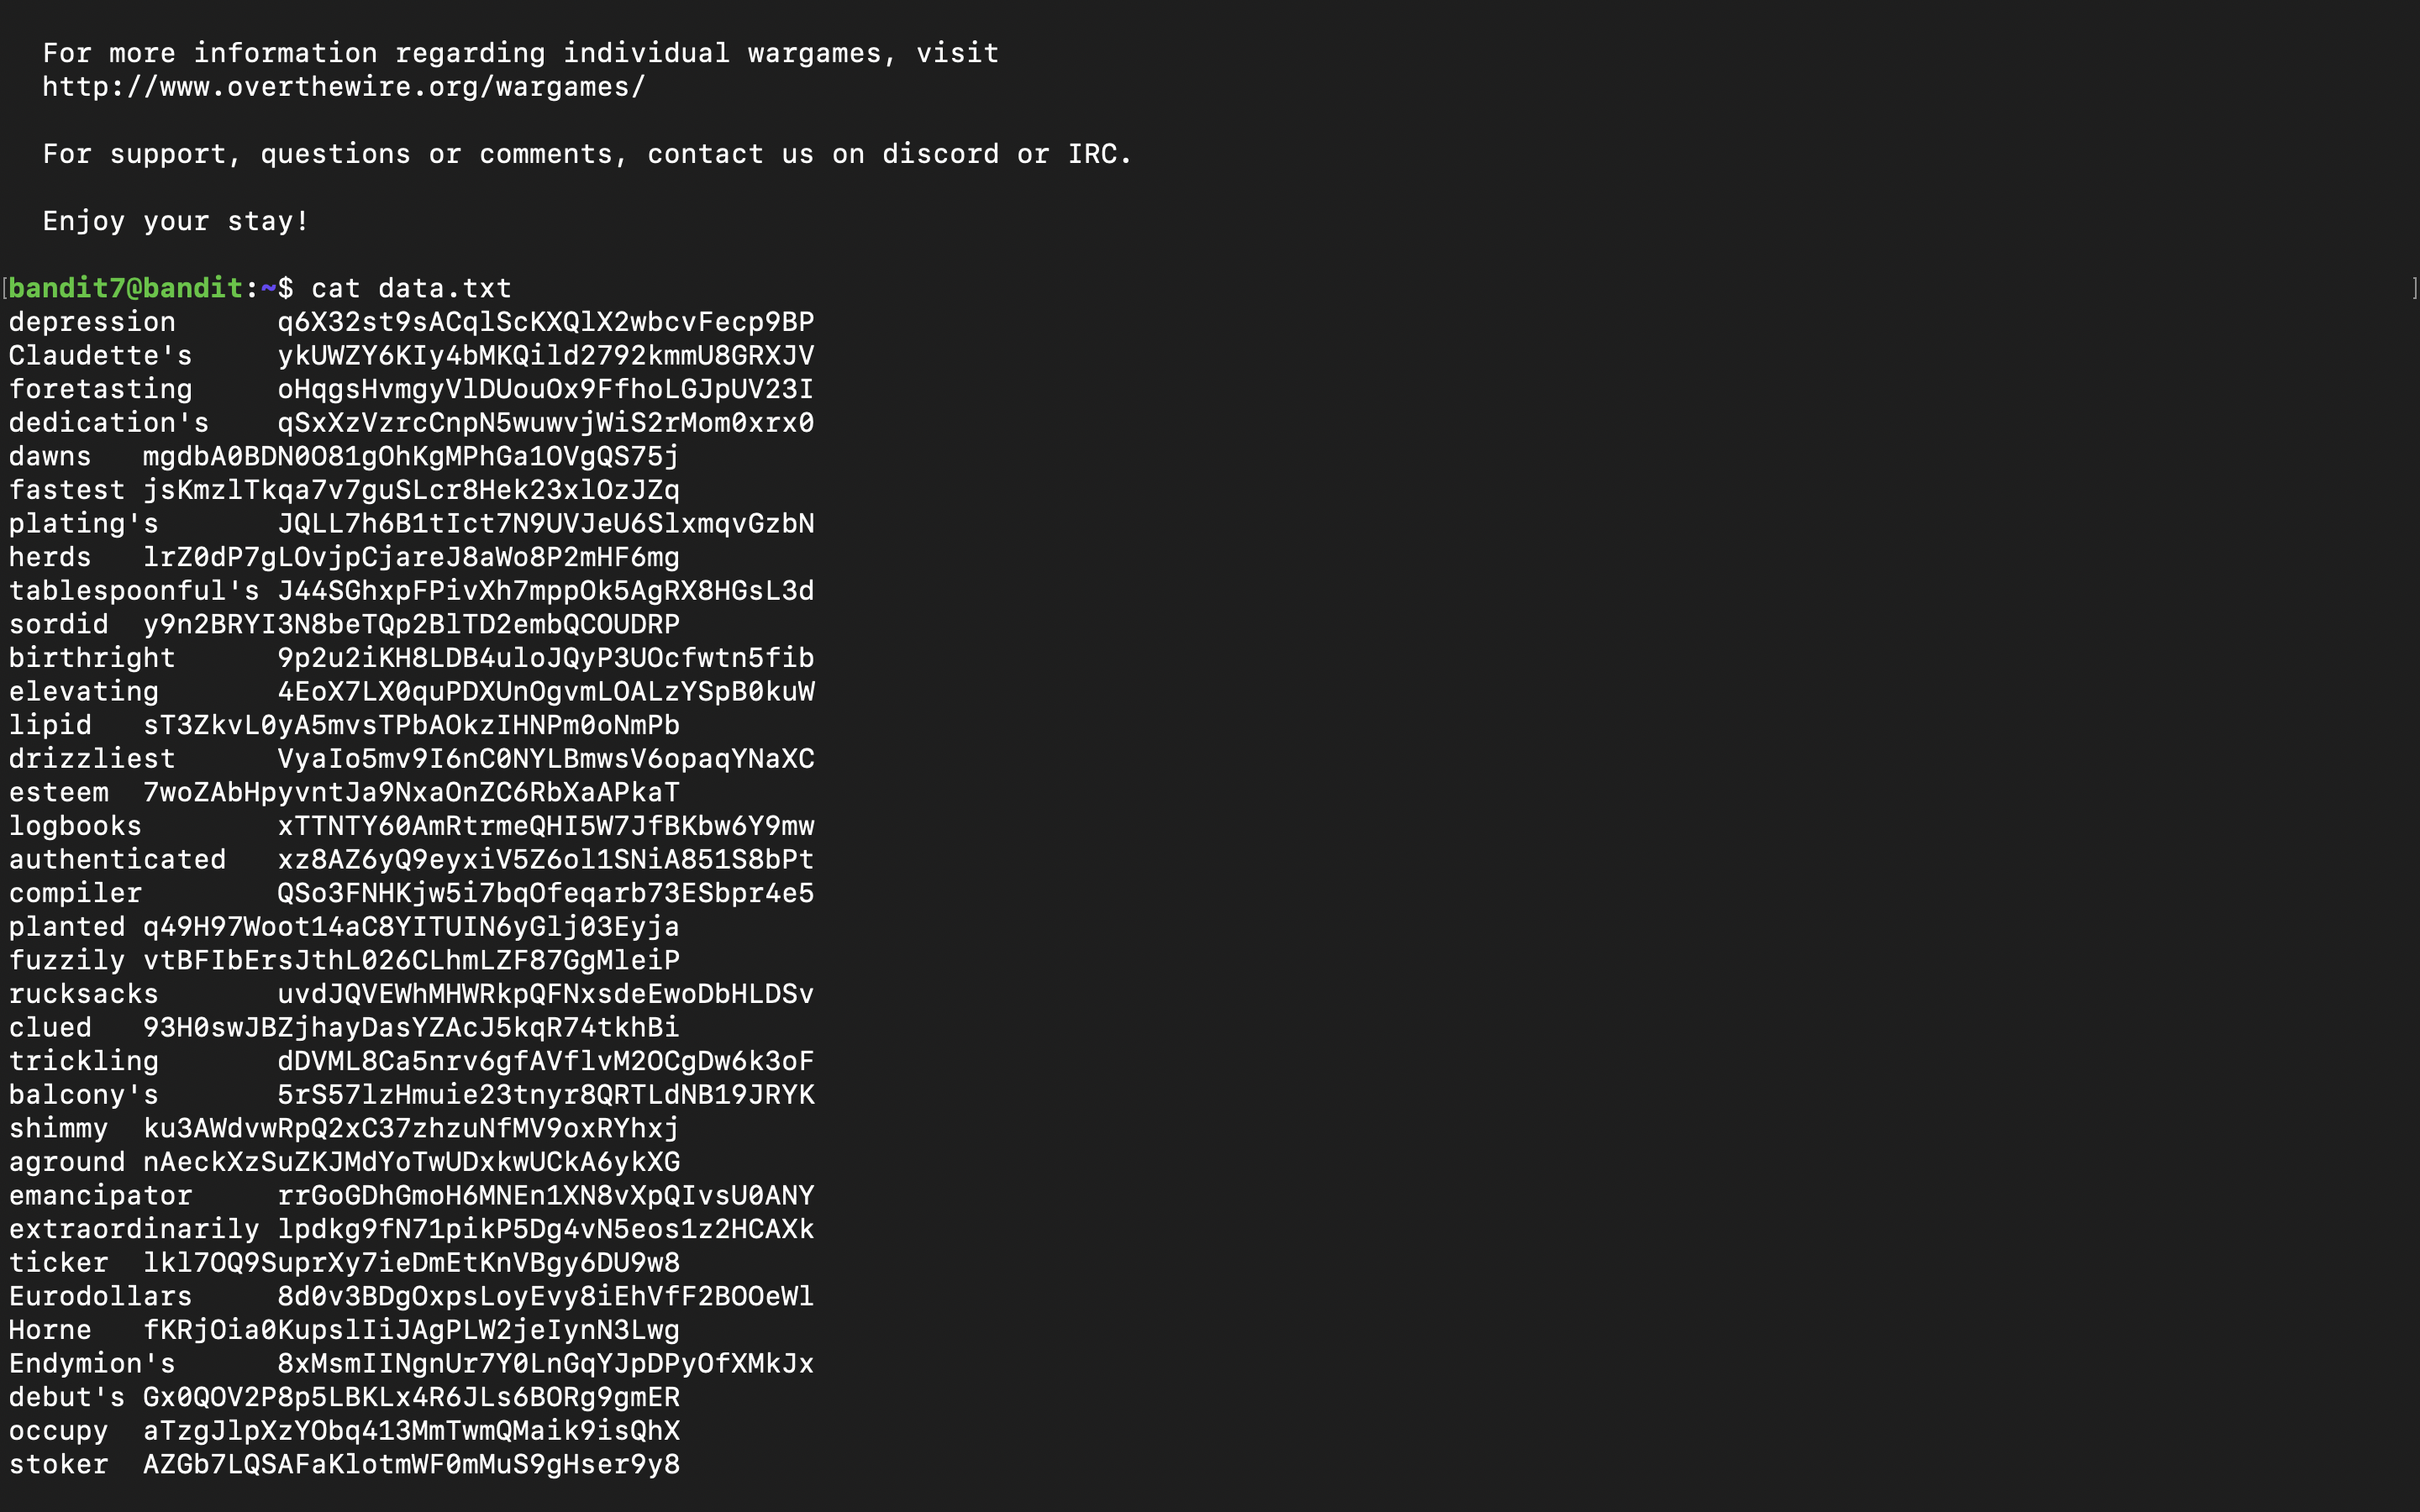 For more information regarding individual wargames, visit
http://www.overthewire.org/wargames/
For support, questions or comments, contact us on discord or IRC.
Enjoy your stay!
[bandit7@bandit:~$ cat data.txt ]
depression q6X32st9sACqlScKXQlX2wbcvFecp9BP
Claudette's ykUWZY6KIy4bMKQild2792kmmU8GRXJV
foretasting oHqgsHvmgyVlDUouOx9FfhoLGJpUV23I
dedication's qSxXzVzrcCnpN5wuwvjWiS2rMom0xrx0
dawns mgdbA0BDN0O81gOhKgMPhGa1OVgQS75j
fastest jsKmzlTkqa7v7guSLcr8Hek23xlOzJZq
plating's JQLL7h6B1tIct7N9UVJeU6SlxmqvGzbN
herds lrZ0dP7gLOvjpCjareJ8aWo8P2mHF6mg
tablespoonful's J44SGhxpFPivXh7mppOk5AgRX8HGsL3d
sordid y9n2BRYI3N8beTQp2BlTD2embQCOUDRP
birthright 9p2u2iKH8LDB4uloJQyP3UOcfwtn5fib
elevating 4EoX7LX0quPDXUnOgvmLOALzYSpB0kuW
lipid sT3ZkvL0yA5mvsTPbAOkzIHNPm0oNmPb
drizzliest VyaIo5mv9I6nC0NYLBmwsV6opaqYNaXC
esteem 7woZAbHpyvntJa9NxaOnZC6RbXaAPkaT
logbooks xTTNTY60AmRtrmeQHI5W7JfBKbw6Y9mw
authenticated xz8AZ6yQ9eyxiV5Z6ol1SNiA851S8bPt
compiler QSo3FNHKjw5i7bqOfeqarb73ESbpr4e5
planted q49H97Woot14aC8YITUIN6yGlj03Eyja
fuzzily vtBFIbErsJthL026CLhmLZF87GgMleiP
rucksacks uvdJQVEWhMHWRkpQFNxsdeEwoDbHLDSv
clued 93H0swJBZjhayDasYZAcJ5kqR74tkhBi
trickling dDVML8Ca5nrv6gfAVflvM2OCgDw6k3oF
balcony's 5rS57lzHmuie23tnyr8QRTLdNB19JRYK
shimmy ku3AWdvwRpQ2xC37zhzuNfMV9oxRYhxj
aground nAeckXzSuZKJMdYoTwUDxkwUCkA6ykXG
emancipator rrGoGDhGmoH6MNEn1XN8vXpQIvsU0ANY
extraordinarily lpdkg9fN71pikP5Dg4vN5eos1z2HCAXk
ticker lkl7OQ9SuprXy7ieDmEtKnVBgy6DU9w8
Eurodollars 8d0v3BDgOxpsLoyEvy8iEhVfF2BOOeWl
Horne fKRjOia0KupslIiJAgPLW2jeIynN3Lwg
Endymion's 8xMsmIINgnUr7Y0LnGqYJpDPyOfXMkJx
debut's Gx0QOV2P8p5LBKLx4R6JLs6BORg9gmER
occupy aTzgJlpXzYObq413MmTwmQMaik9isQhX
stoker AZGb7LQSAFaKlotmWF0mMuS9gHser9y8